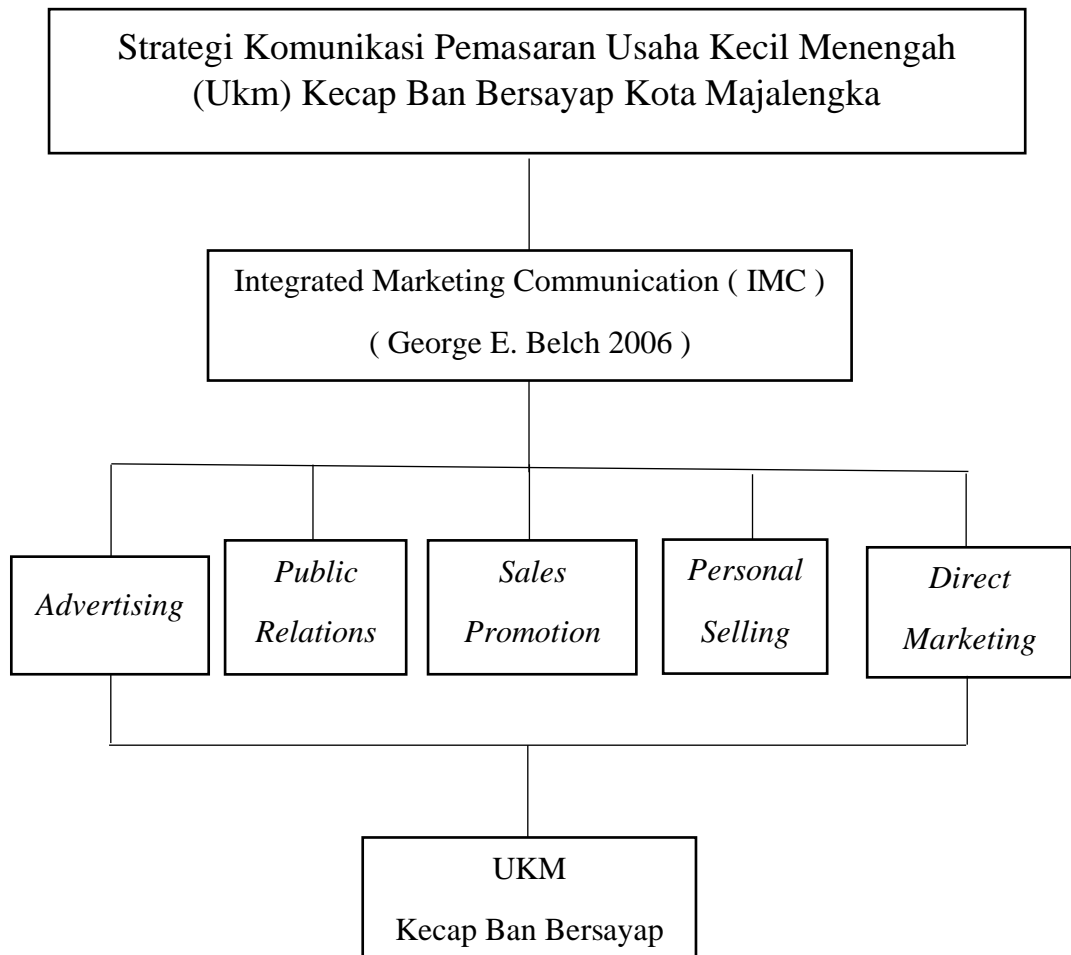 Strategi Komunikasi Pemasaran Usaha Kecil Menengah
(Ukm) Kecap Ban Bersayap Kota Majalengka
Integrated Marketing Communication ( IMC )
( George E. Belch 2006 )
Advertising
Public
Relations
Sales
Promotion
Personal
Selling
Direct
Marketing
UKM
Kecap Ban Bersayap